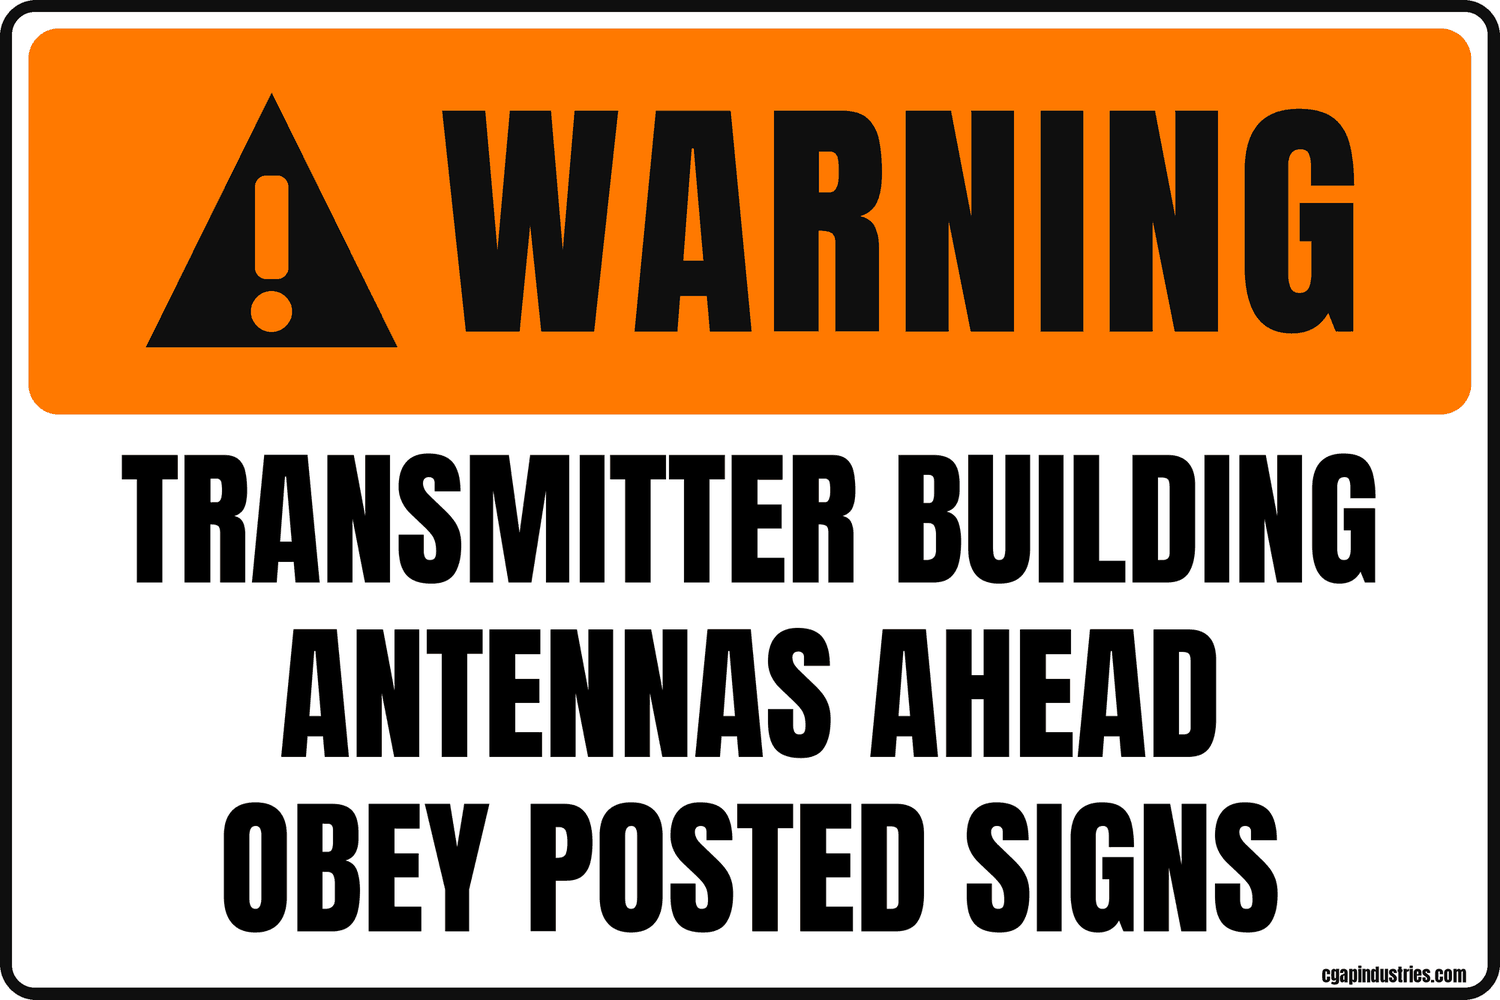 WARNING
TRANSMITTER BUILDING
ANTENNAS AHEAD
OBEY POSTED SIGNS
cgapindustries.com